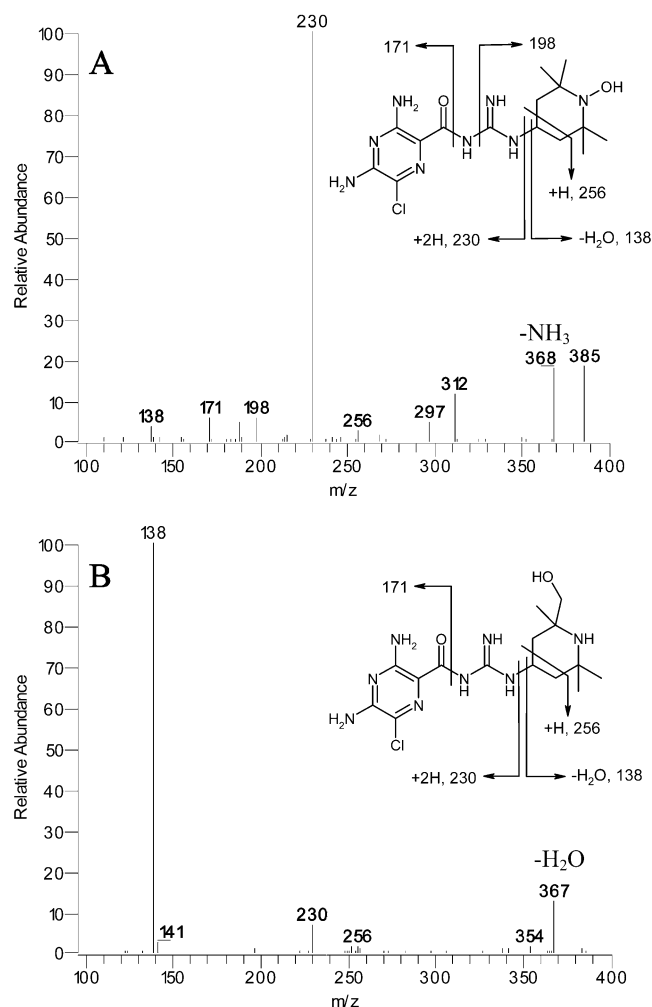 A
230
100
90
80
70
60
50
40
30
20
10
0
Relative Abundance
171
198
NH2
O
NH
OH
N
N
N
H
N
H
H2N
N
Cl
+H, 256
+2H, 230
-H2O, 138
-NH3
368 385
312
297
256
138 171 198
100 150 200 250 300 350 400
m/z
B
138
100
90
80
70
60
50
40
30
20
10
0
Relative Abundance
171
HO
NH2
O
NH
NH
N
N
H
N
H
H2N
N
Cl
+H, 256
+2H, 230
-H2O, 138
-H2O
367
354
230
256
141
100 150 200 250 300 350 400
m/z